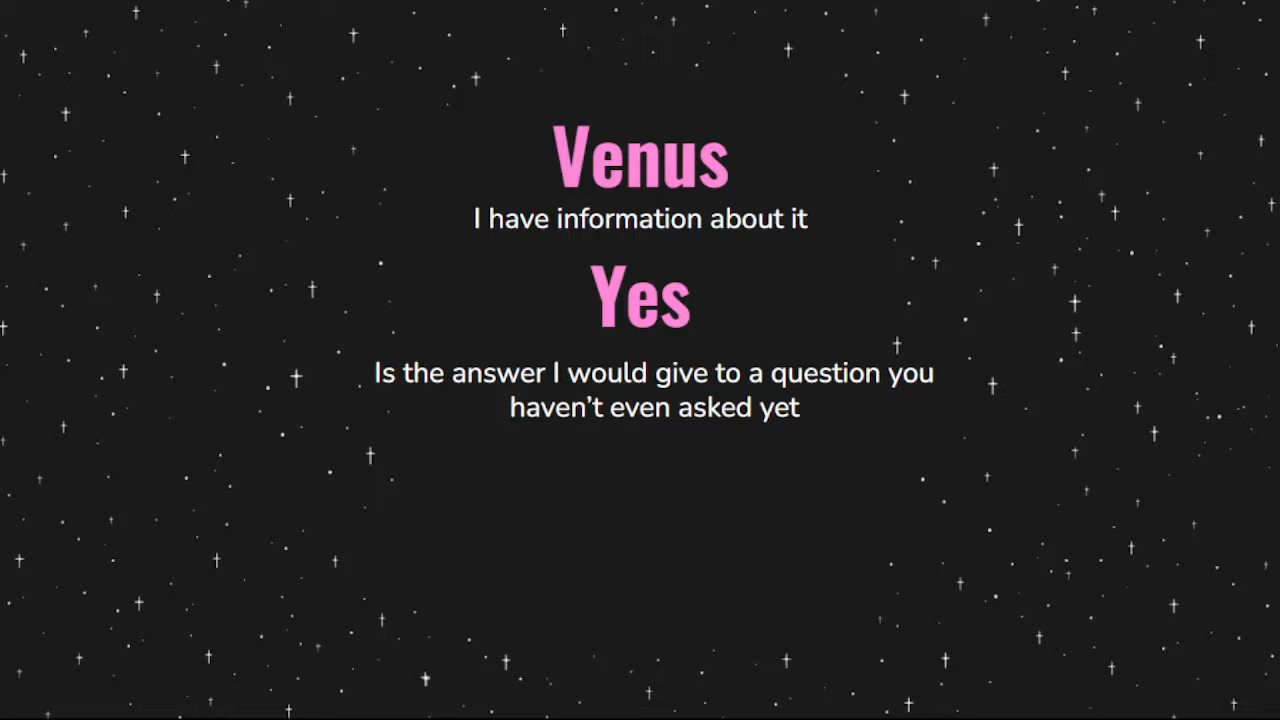 Venus
I have information about it
Yes
Is the answer I would give to a question you
haven’t even asked yet